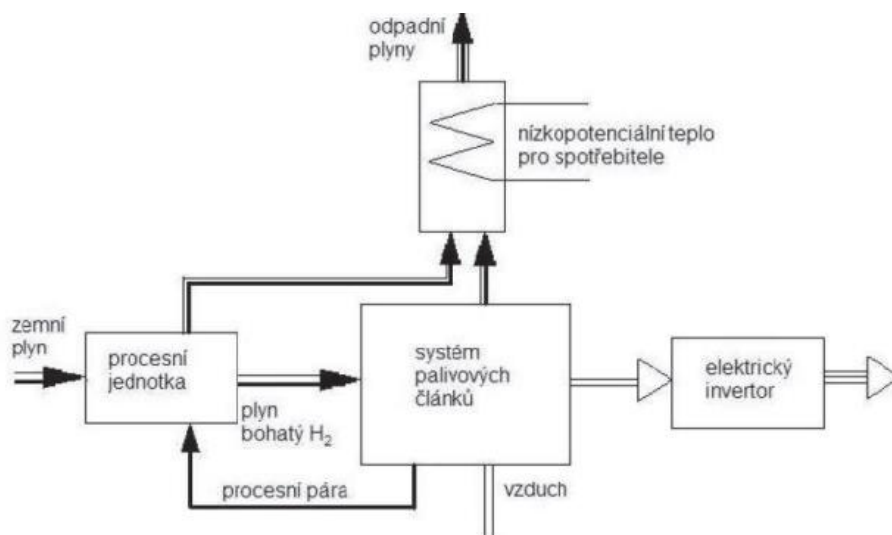 odpadní
plyny
nízkopotenciální teplo
pro spotřebitele
zemní
plyn
procesní
jednotka
plyn
bohatý H₂
systém
palivových
článků
elektrický
invertor
procesní pára
vzduch